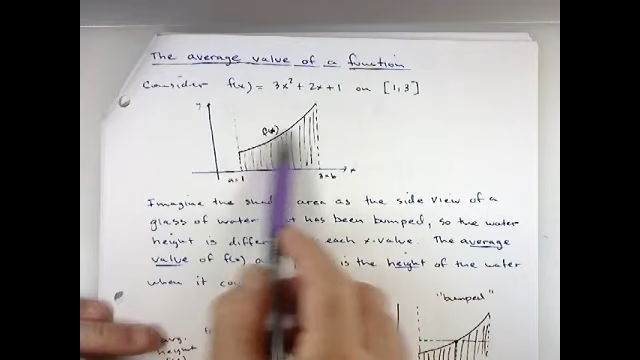 The average value of a function
Consider f(x) = 3x² + 2x + 1 on [1,3]
y
f(x)
a=1 3=b x
Imagine the area as the side view of a
glass of water has been bumped, so the water
height is each x-value. The average
value of f(x) is the height of the water
when it
"bumped"
avg.
height